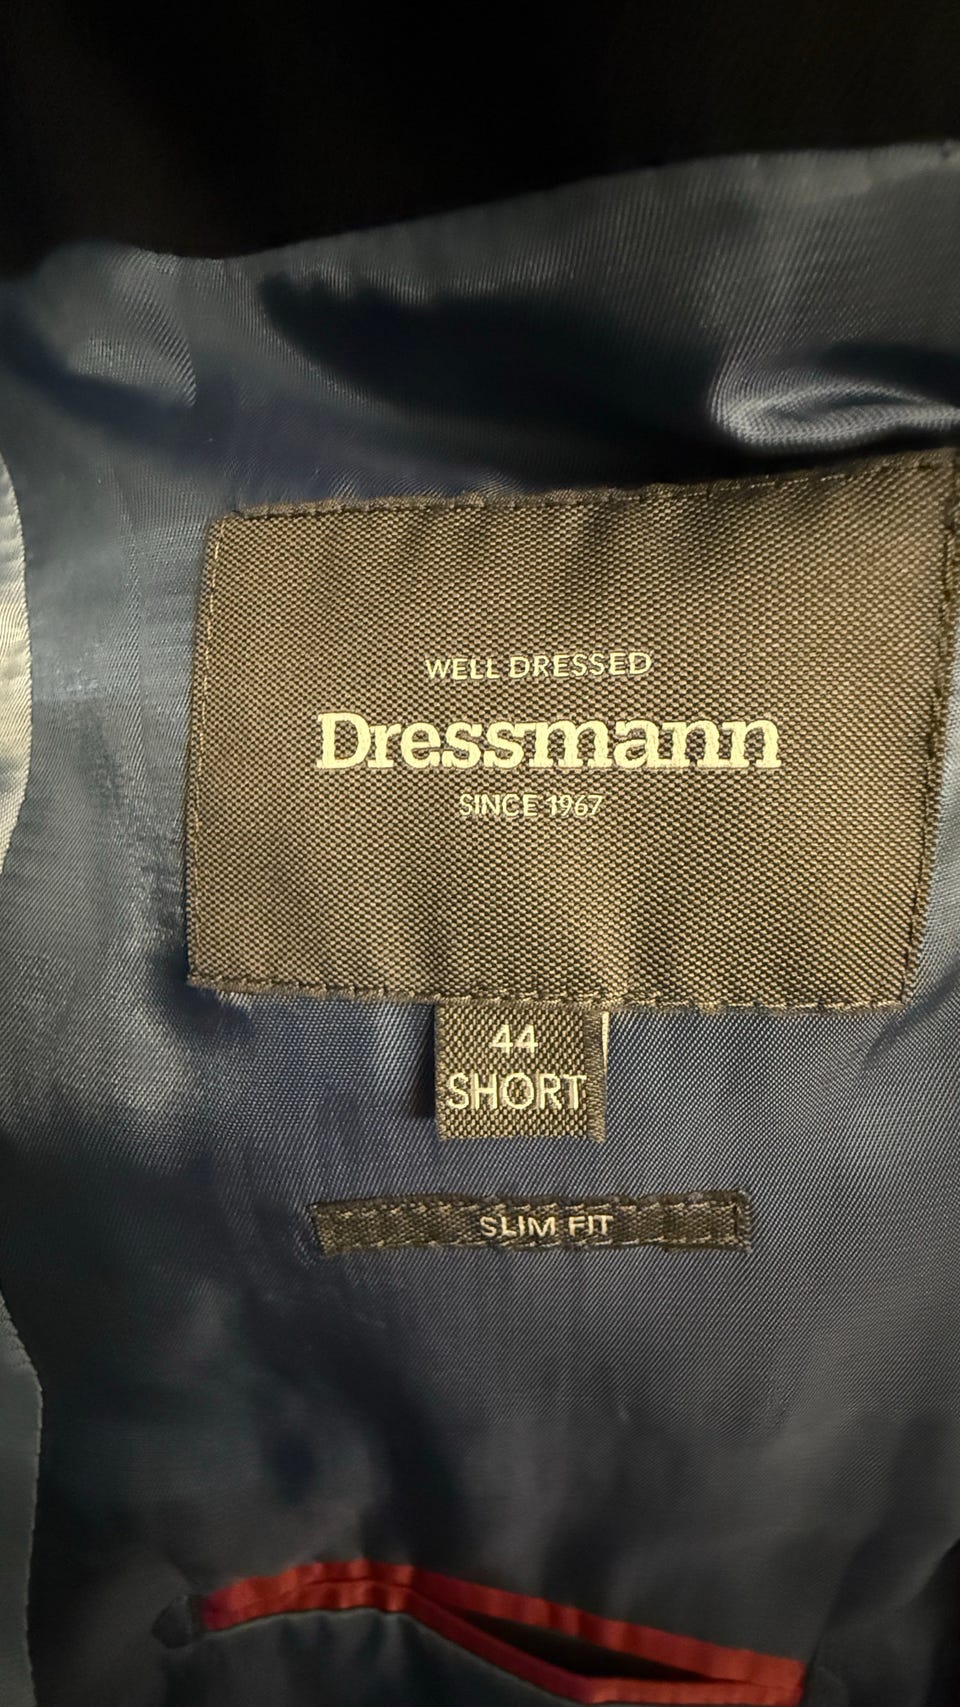 WELL DRESSED
Dressmann
SINCE 1967
44
SHORT
SLIM FIT